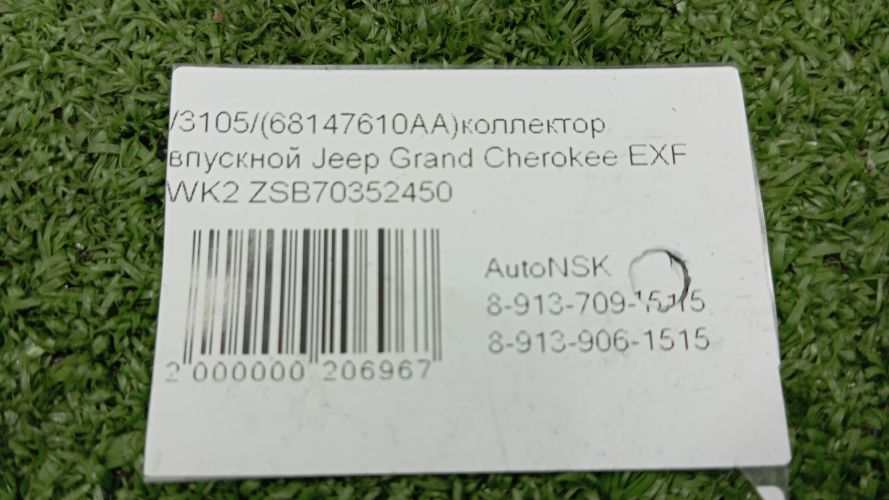 /3105/(68147610AA)коллектор
впускной Jeep Grand Cherokee EXF
WK2 ZSB70352450
AutoNSK
8-913-709-1515
8-913-906-1515
2 000000 206967